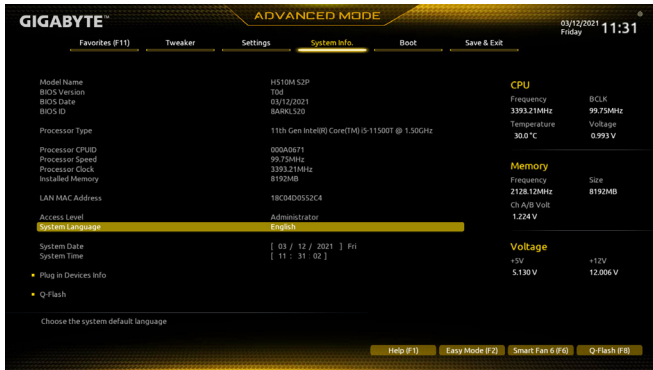 GIGABYTE™
ADVANCED MODE
03/12/2021 Friday 11:31
Favorites (F11) Tweaker Settings System Info. Boot Save & Exit
Model Name H510M S2P
BIOS Version T0d
BIOS Date 03/12/2021
BIOS ID 8ARKL520
Processor Type 11th Gen Intel(R) Core(TM) i5-11500T @ 1.50GHz
Processor CPUID 000A0671
Processor Speed 99.75MHz
Processor Clock 3393.21MHz
Installed Memory 8192MB
LAN MAC Address 18C04D0552C4
Access Level Administrator
System Language English
System Date [ 03 / 12 / 2021 ] Fri
System Time [ 11 : 31 : 02 ]
Plug in Devices Info
Q-Flash
Choose the system default language
CPU
Frequency BCLK
3393.21MHz 99.75MHz
Temperature Voltage
30.0 °C 0.993 V
Memory
Frequency Size
2128.12MHz 8192MB
Ch A/B Volt
1.224 V
Voltage
+5V +12V
5.130 V 12.006 V
Help (F1) Easy Mode (F2) Smart Fan 6 (F6) Q-Flash (F8)